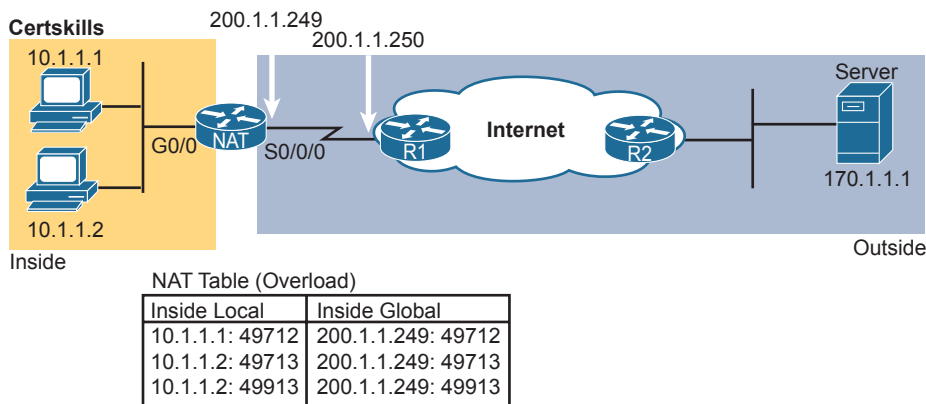 200.1.1.249
Certskills
200.1.1.250
10.1.1.1
Server
Internet
NAT
G0/0
S0/0/0
R1
R2
170.1.1.1
10.1.1.2
Inside
Outside
NAT Table (Overload)
Inside Local Inside Global
10.1.1.1: 49712 200.1.1.249: 49712
10.1.1.2: 49713 200.1.1.249: 49713
10.1.1.2: 49913 200.1.1.249: 49913